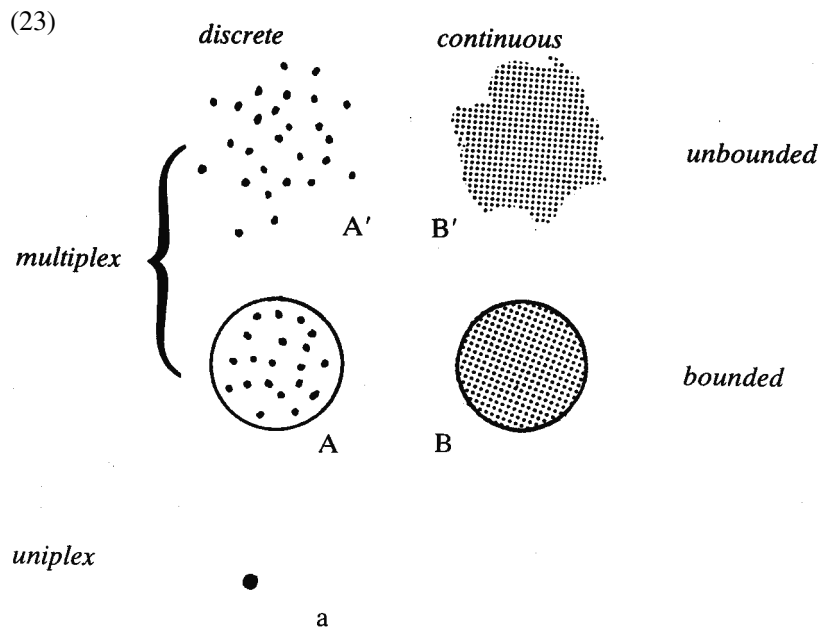 (23)
discrete continuous
unbounded
A′ B′
multiplex
bounded
A B
uniplex
a